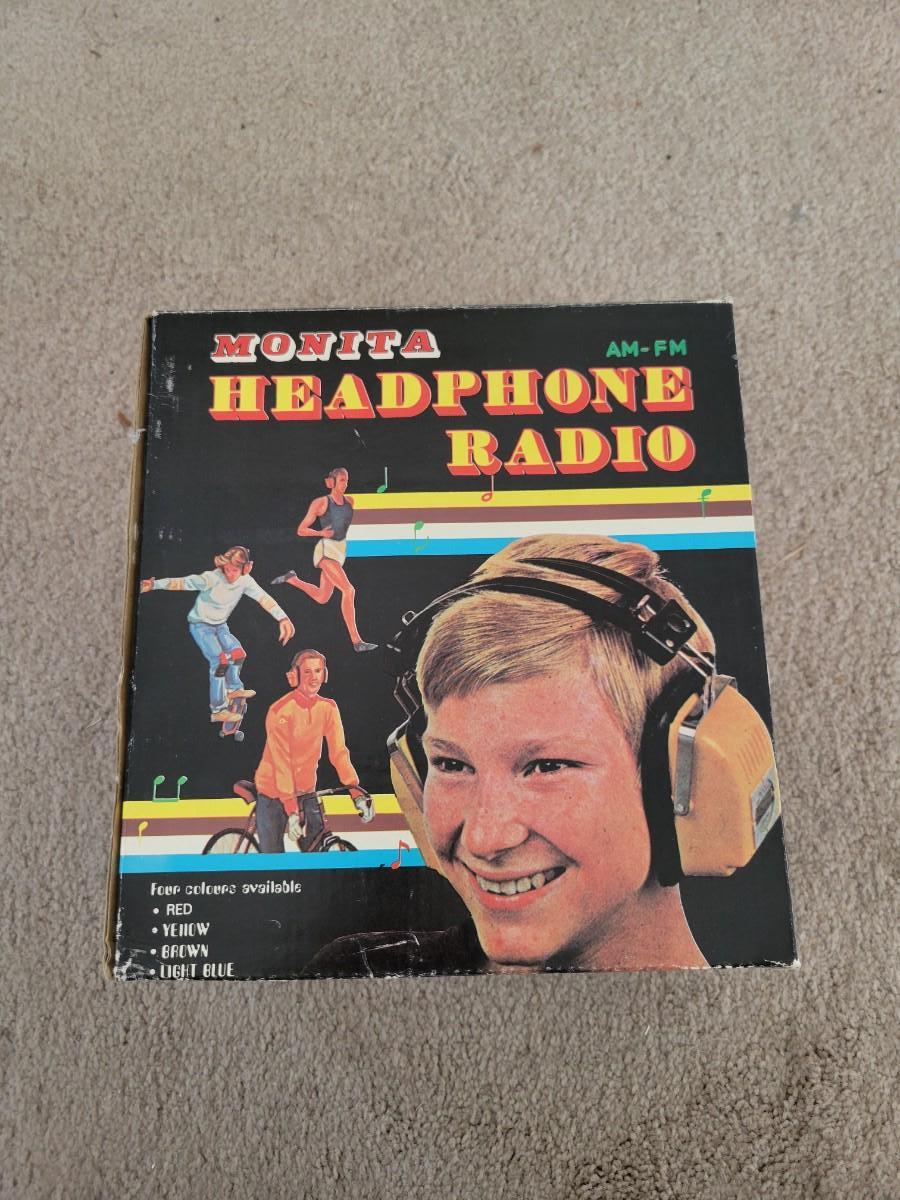 MONITA
AM-FM
HEADPHONE
RADIO
Four colours available
• RED
• YEllOW
• BROWN
• LIGHT BLUE